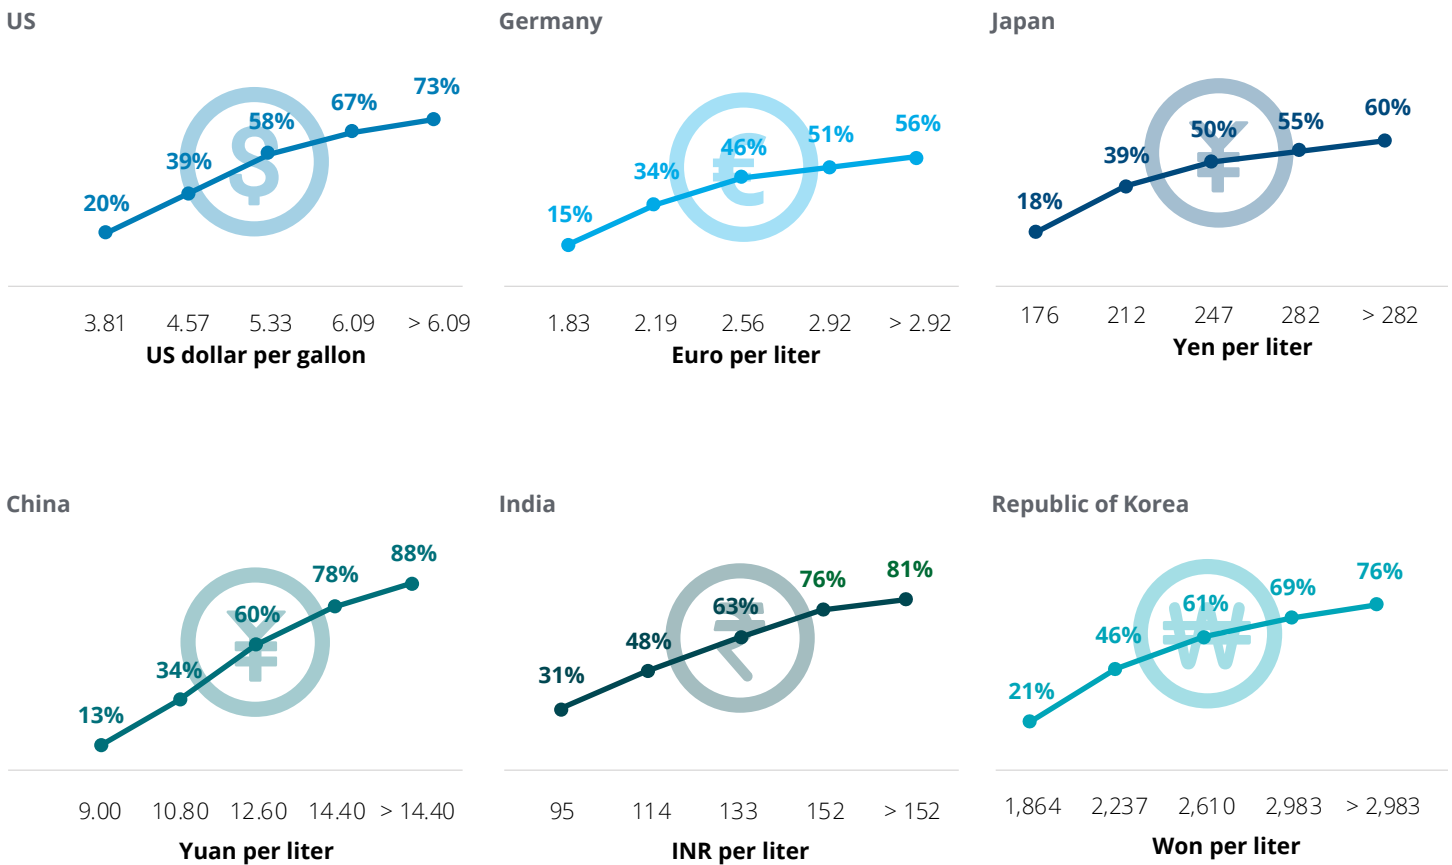 US
73%
67%
58%
39%
20%
$
3.81 4.57 5.33 6.09 > 6.09
US dollar per gallon
Germany
56%
51%
46%
34%
15%
€
1.83 2.19 2.56 2.92 > 2.92
Euro per liter
Japan
60%
55%
50%
39%
18%
¥
176 212 247 282 > 282
Yen per liter
China
88%
78%
60%
34%
13%
¥
9.00 10.80 12.60 14.40 > 14.40
Yuan per liter
India
81%
76%
63%
48%
31%
₹
95 114 133 152 > 152
INR per liter
Republic of Korea
76%
69%
61%
46%
21%
₩
1,864 2,237 2,610 2,983 > 2,983
Won per liter